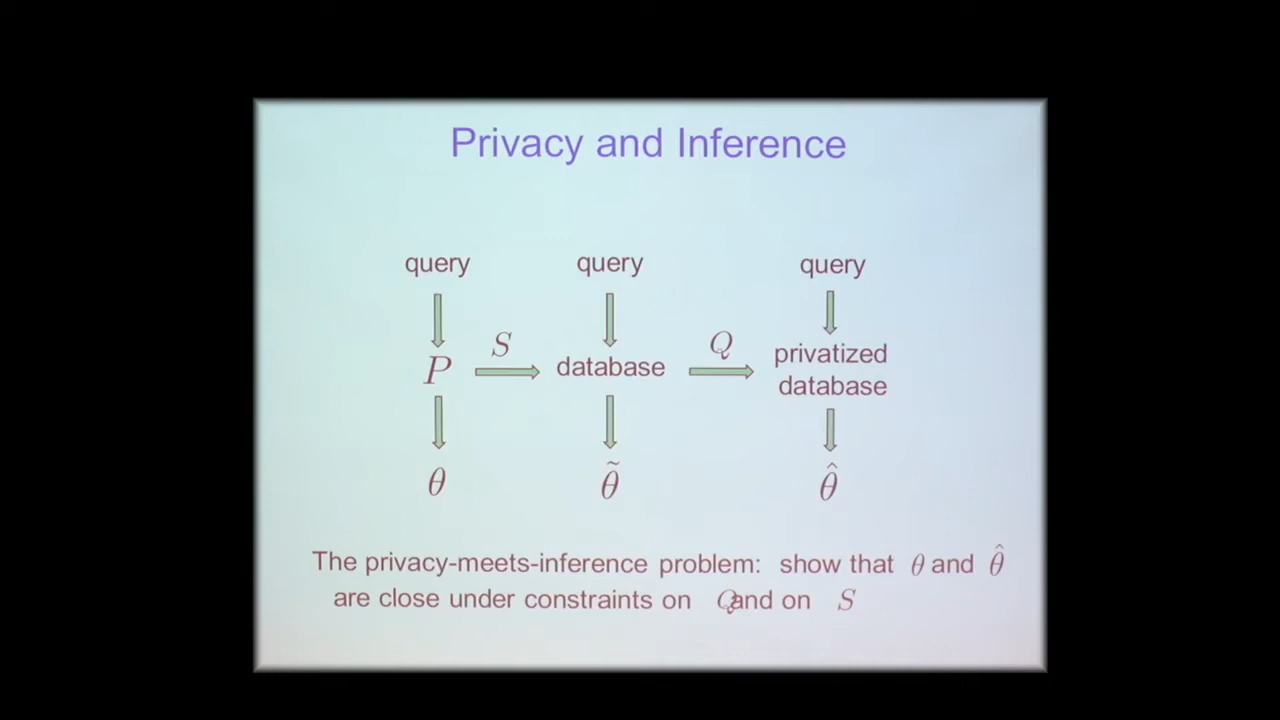 Privacy and Inference
query query query
S Q
P database privatized database
θ θ̃ θ̂
The privacy-meets-inference problem: show that θ and θ̂
are close under constraints on Q and on S